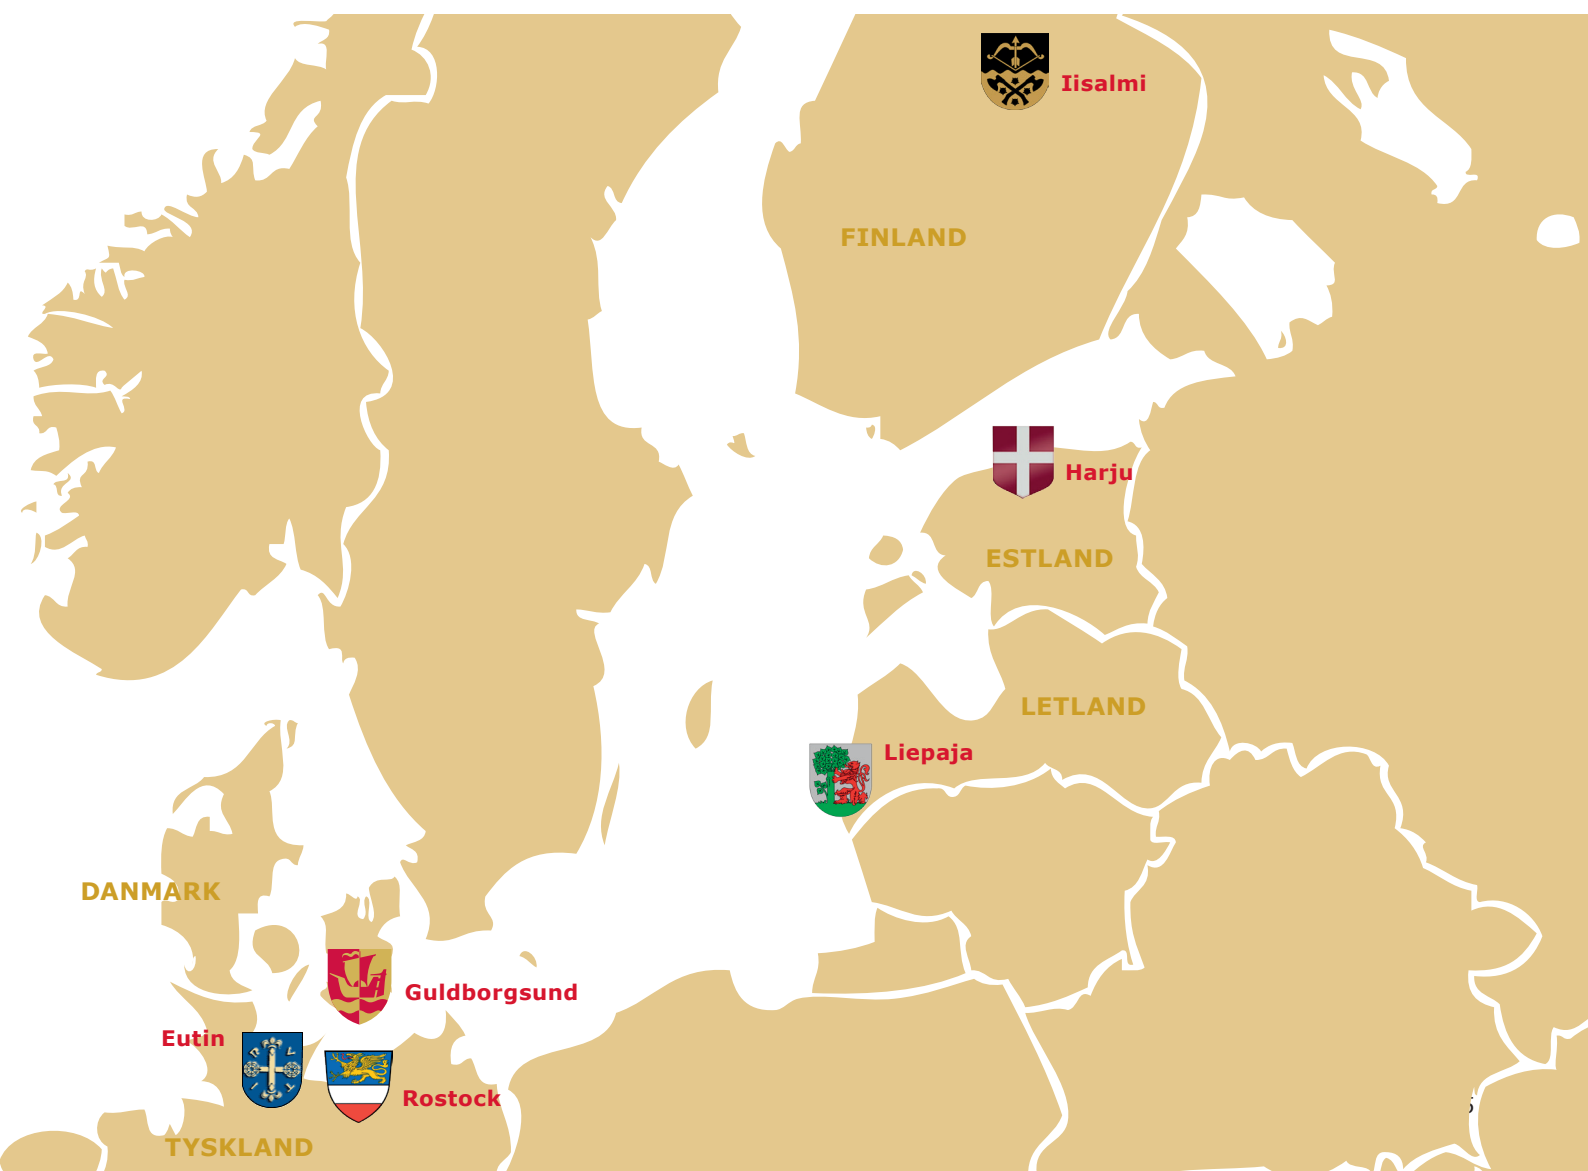 Iisalmi
FINLAND
Harju
ESTLAND
LETLAND
Liepaja
DANMARK
Guldborgsund
Eutin
Rostock
TYSKLAND